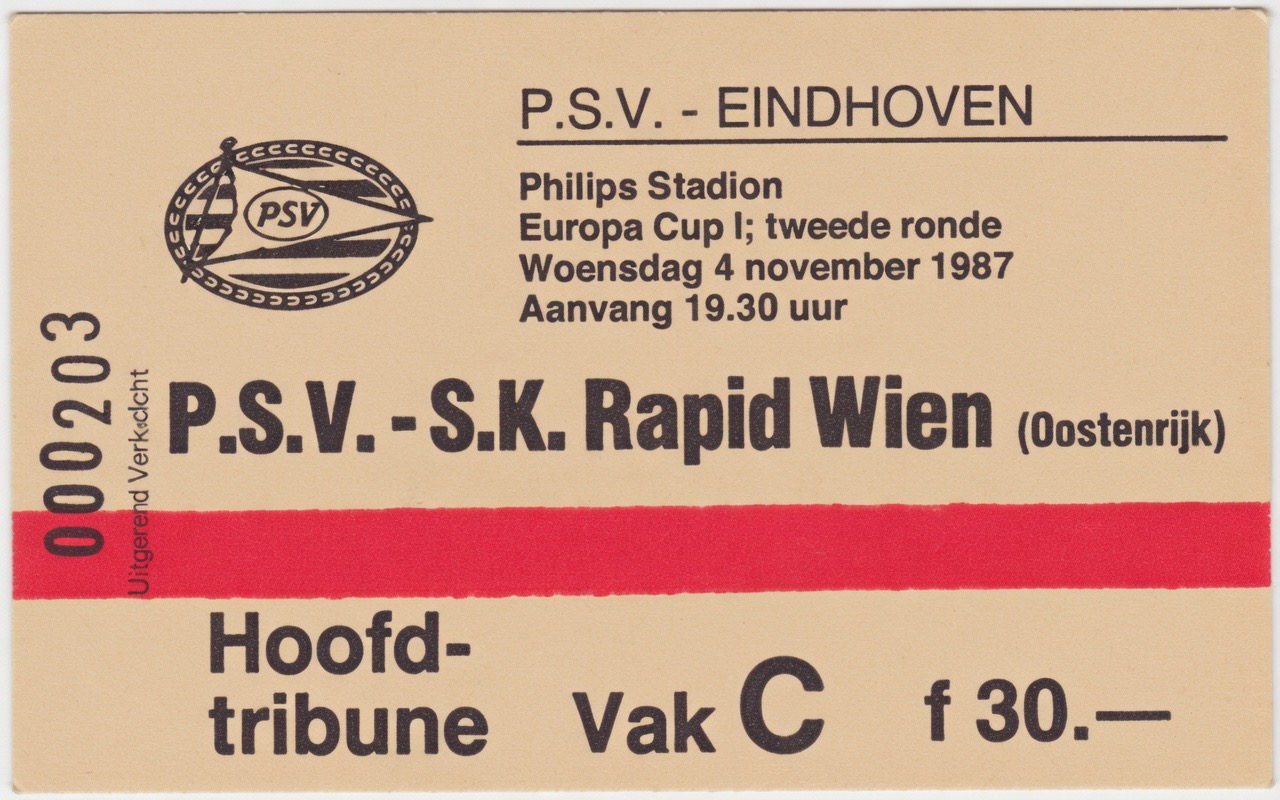 P.S.V. - EINDHOVEN
PSV
Philips Stadion
Europa Cup I; tweede ronde
Woensdag 4 november 1987
Aanvang 19.30 uur
000203
Uitgerend
P.S.V. - S.K. Rapid Wien (Oostenrijk)
Hoofd-
tribune
Vak C
f 30.—